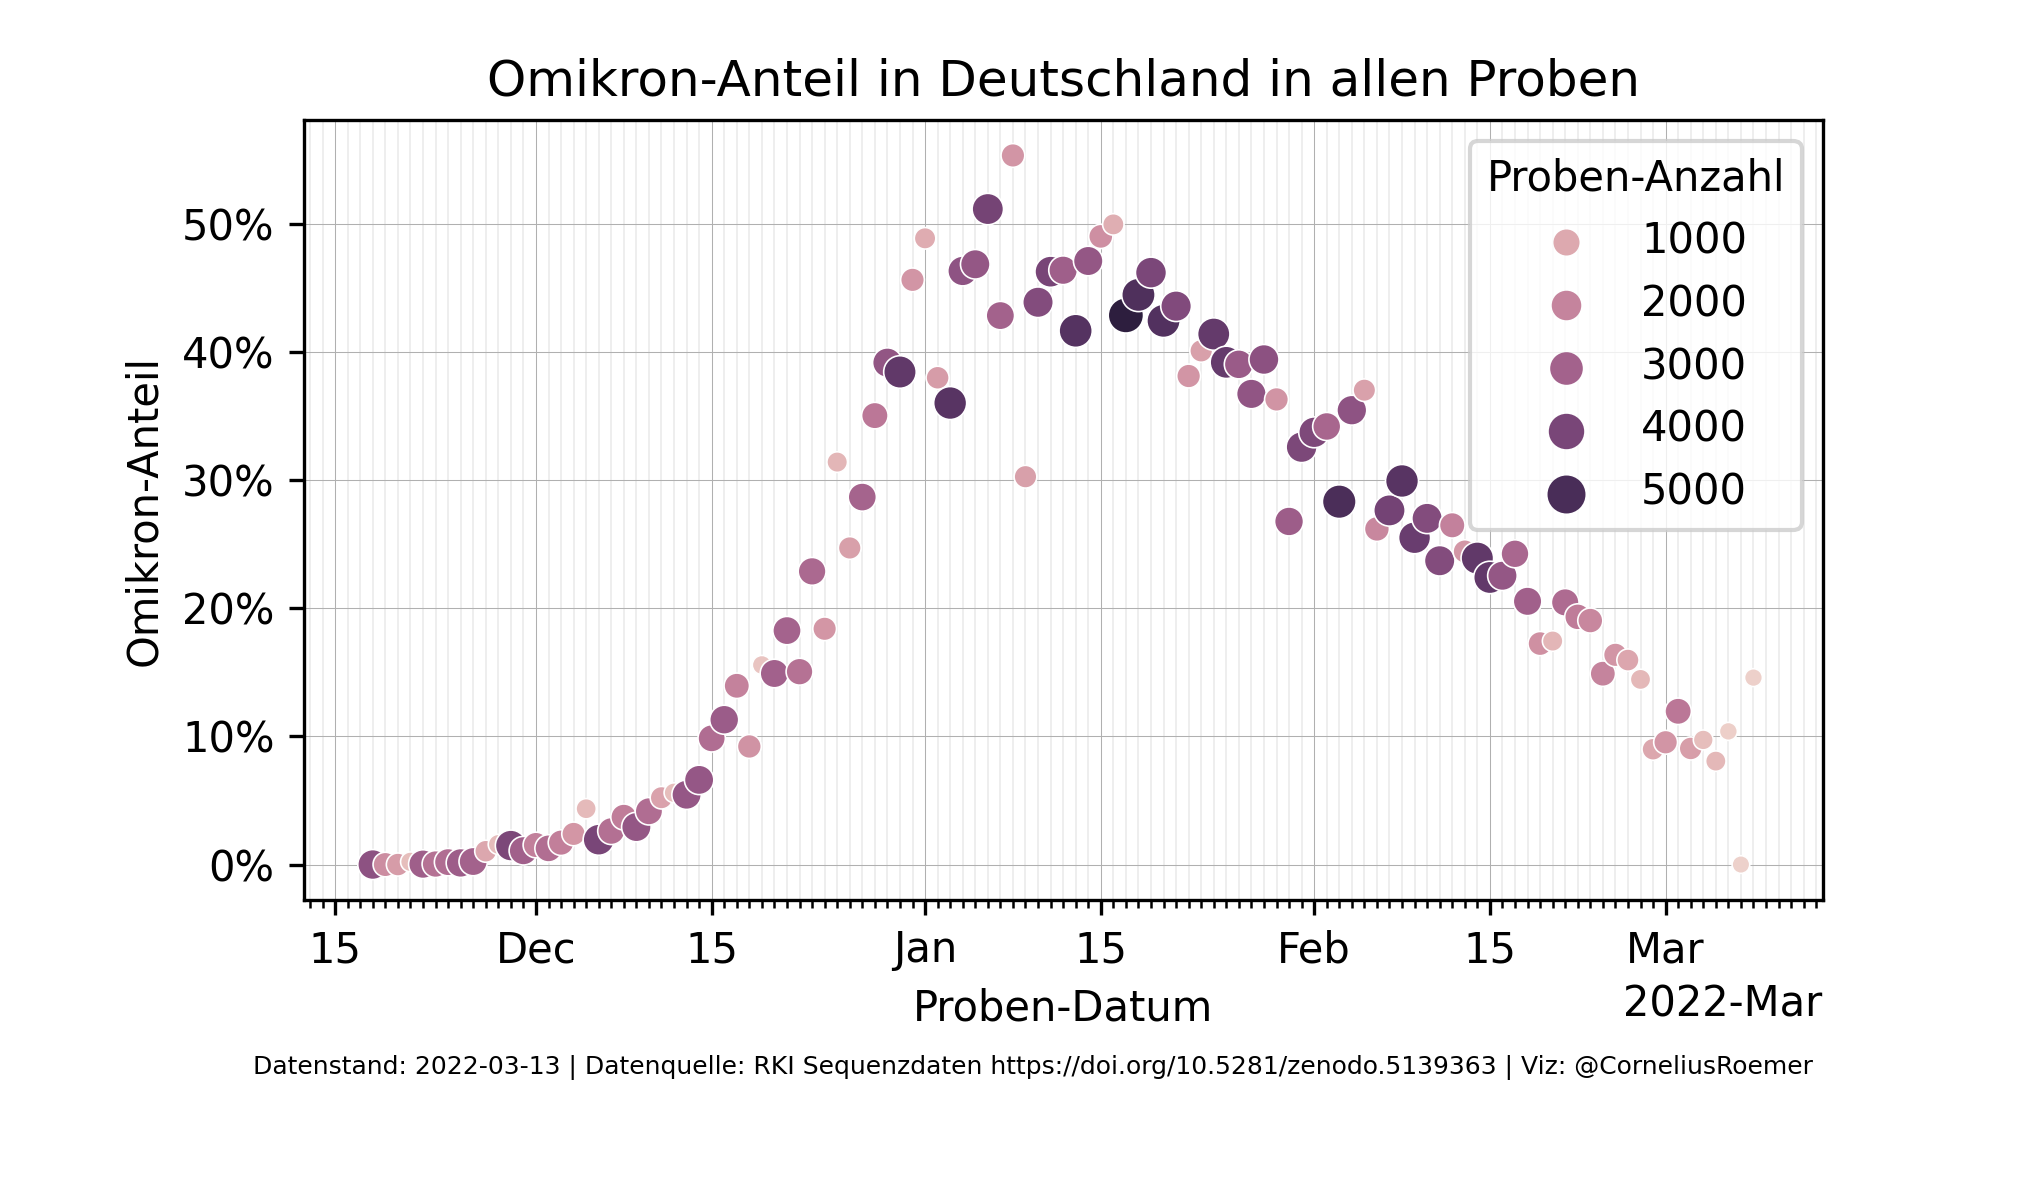 Omikron-Anteil in Deutschland in allen Proben
Proben-Anzahl
1000
2000
3000
4000
5000
Omikron-Anteil
50%
40%
30%
20%
10%
0%
15 Dec 15 Jan 15 Feb 15 Mar
Proben-Datum
2022-Mar
Datenstand: 2022-03-13 | Datenquelle: RKI Sequenzdaten https://doi.org/10.5281/zenodo.5139363 | Viz: @CorneliusRoemer